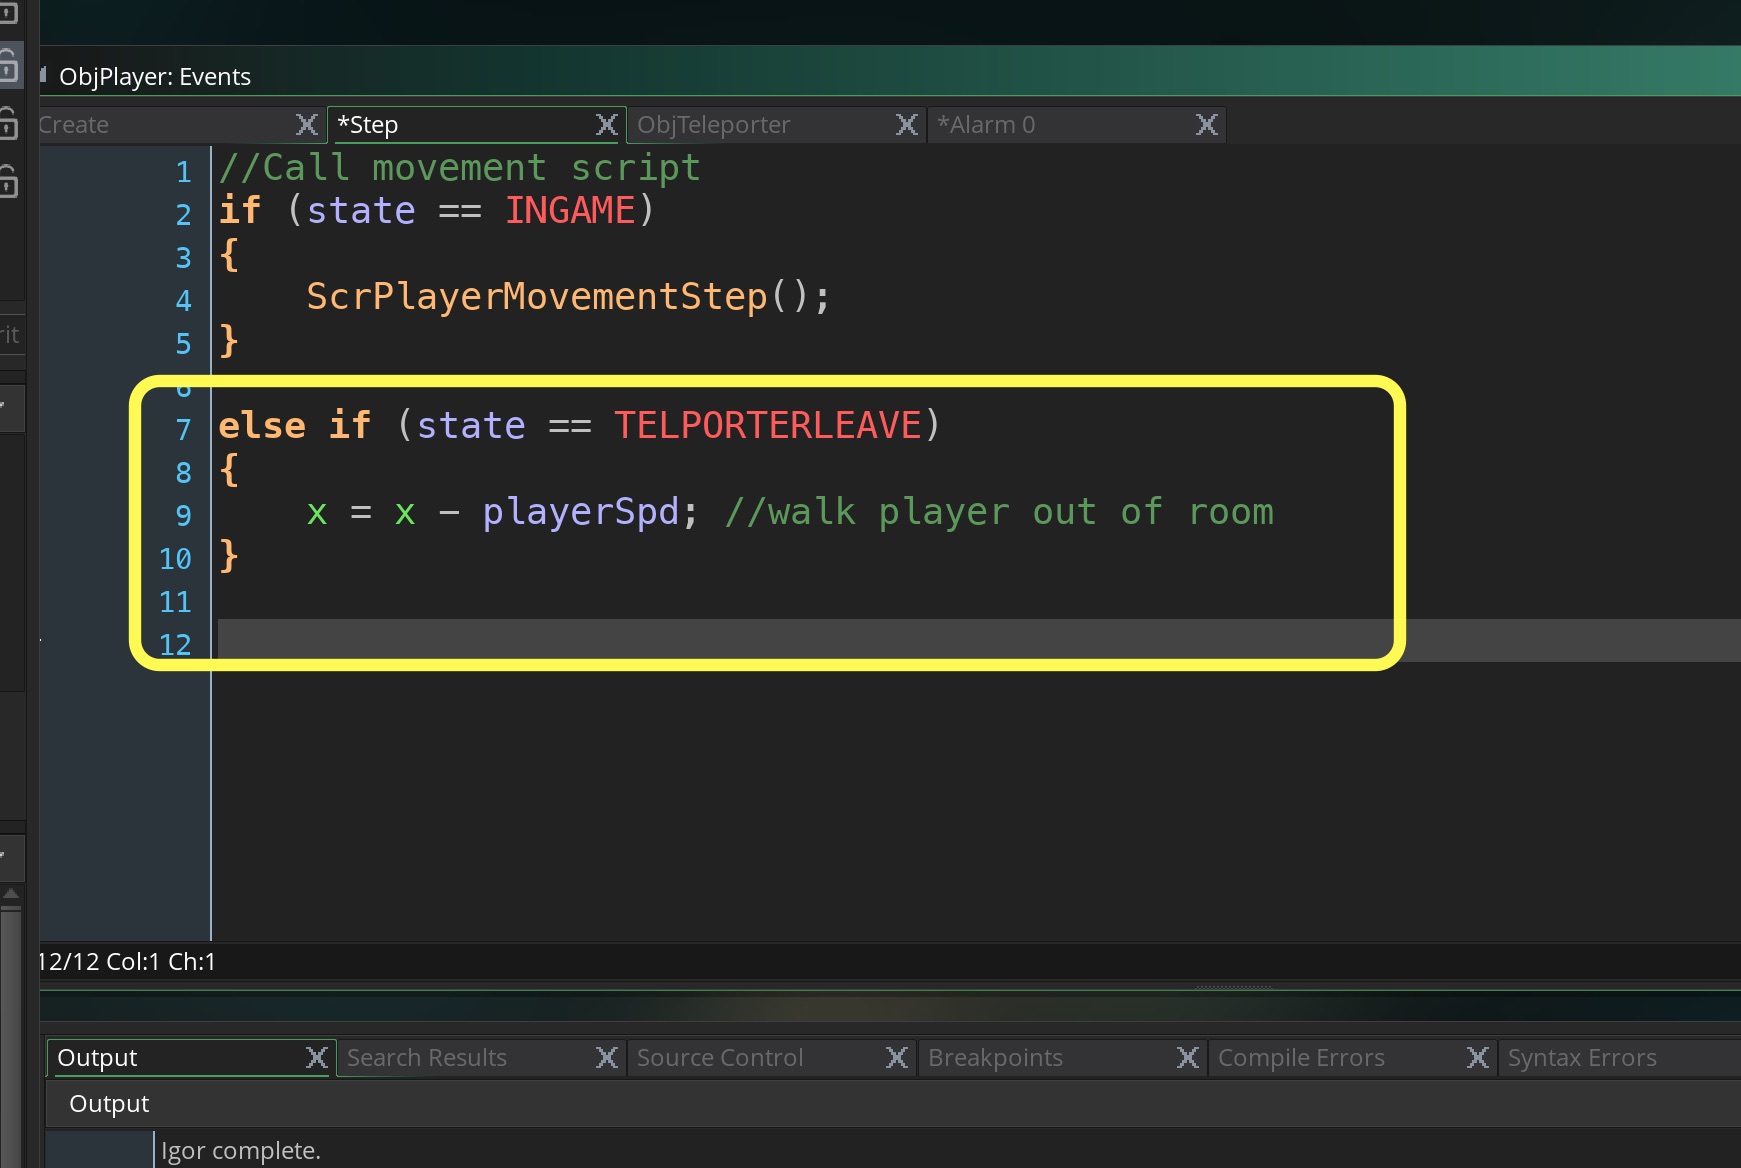 ObjPlayer: Events
Create
*Step
ObjTeleporter
*Alarm 0
1 //Call movement script
2 if (state == INGAME)
3 {
4 ScrPlayerMovementStep();
5 }
6
7 else if (state == TELPORTERLEAVE)
8 {
9 x = x - playerSpd; //walk player out of room
10 }
11
12
12/12 Col:1 Ch:1
Output
Search Results
Source Control
Breakpoints
Compile Errors
Syntax Errors
Output
Igor complete.